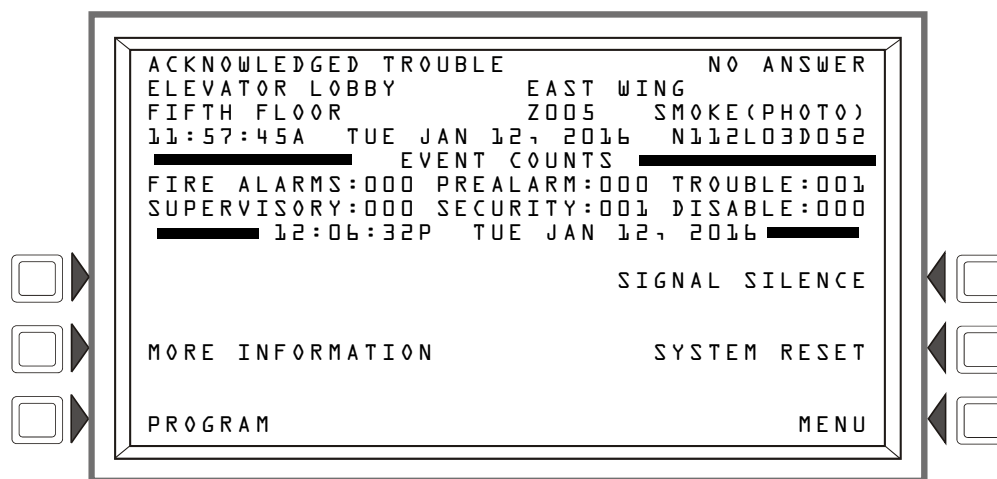 ACKNOWLEDGED TROUBLE NO ANSWER
ELEVATOR LOBBY EAST WING
FIFTH FLOOR Z005 SMOKE(PHOTO)
11:57:45A TUE JAN 12, 2016 N112L03D052
EVENT COUNTS
FIRE ALARMS:000 PREALARM:000 TROUBLE:001
SUPERVISORY:000 SECURITY:001 DISABLE:000
12:06:32P TUE JAN 12, 2016
SIGNAL SILENCE
MORE INFORMATION SYSTEM RESET
PROGRAM MENU